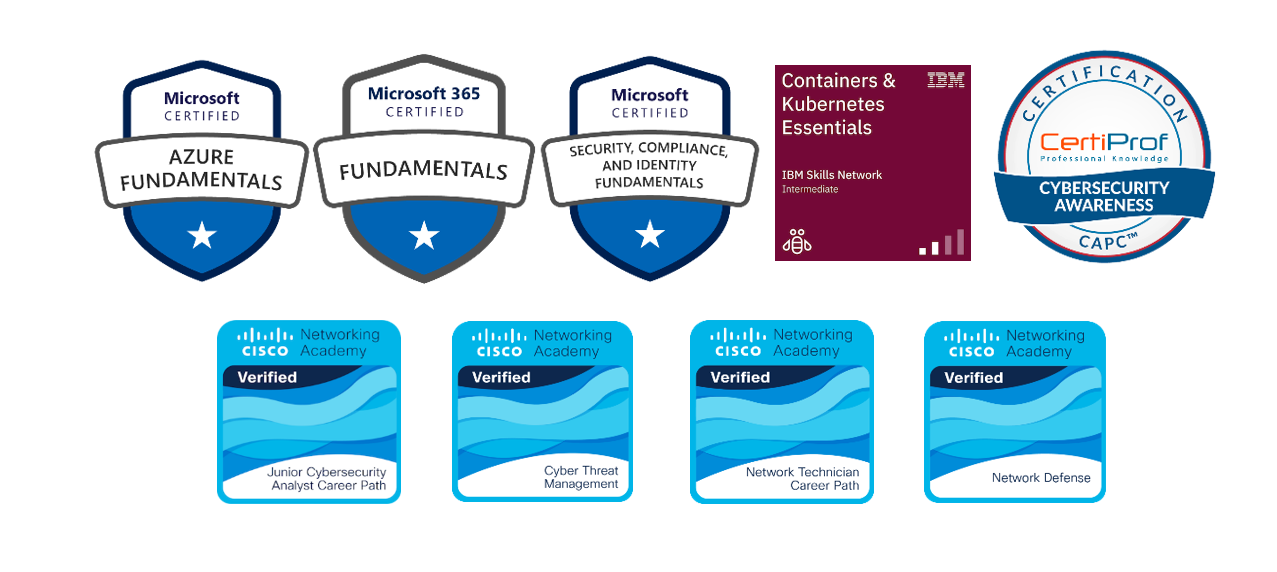 Microsoft
CERTIFIED
AZURE
FUNDAMENTALS
Microsoft 365
CERTIFIED
FUNDAMENTALS
Microsoft
CERTIFIED
SECURITY, COMPLIANCE,
AND IDENTITY
FUNDAMENTALS
Containers &
Kubernetes
Essentials
IBM
IBM Skills Network
Intermediate
CERTIFICATION
CertiProf
Professional Knowledge
CYBERSECURITY
AWARENESS
CAPC™
CISCO
Networking
Academy
Verified
Junior Cybersecurity
Analyst Career Path
CISCO
Networking
Academy
Verified
Cyber Threat
Management
CISCO
Networking
Academy
Verified
Network Technician
Career Path
CISCO
Networking
Academy
Verified
Network Defense